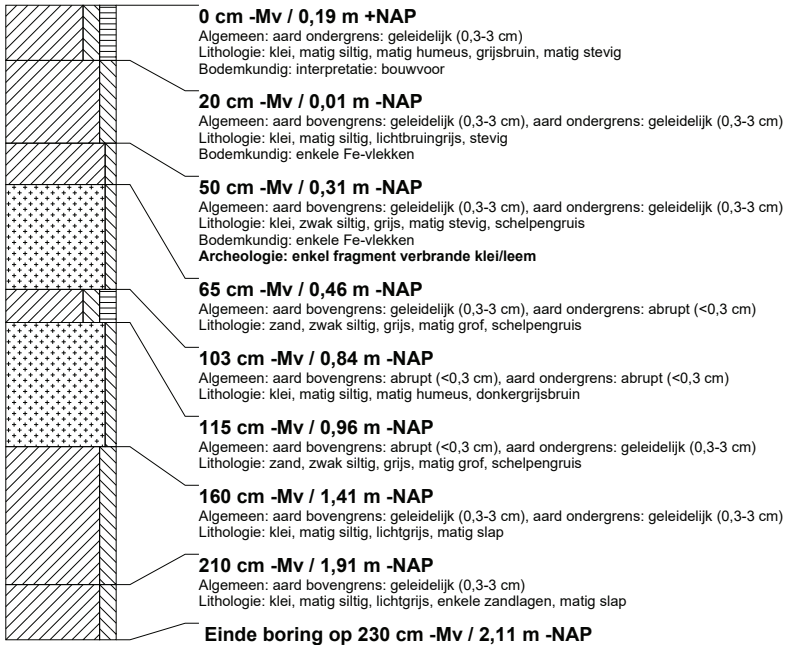 0 cm -Mv / 0,19 m +NAP
Algemeen: aard ondergrens: geleidelijk (0,3-3 cm)
Lithologie: klei, matig siltig, matig humeus, grijsbruin, matig stevig
Bodemkundig: interpretatie: bouwvoor
20 cm -Mv / 0,01 m -NAP
Algemeen: aard bovengrens: geleidelijk (0,3-3 cm), aard ondergrens: geleidelijk (0,3-3 cm)
Lithologie: klei, matig siltig, lichtbruingrijs, stevig
Bodemkundig: enkele Fe-vlekken
50 cm -Mv / 0,31 m -NAP
Algemeen: aard bovengrens: geleidelijk (0,3-3 cm), aard ondergrens: geleidelijk (0,3-3 cm)
Lithologie: klei, zwak siltig, grijs, matig stevig, schelpengruis
Bodemkundig: enkele Fe-vlekken
Archeologie: enkel fragment verbrande klei/leem
65 cm -Mv / 0,46 m -NAP
Algemeen: aard bovengrens: geleidelijk (0,3-3 cm), aard ondergrens: abrupt (<0,3 cm)
Lithologie: zand, zwak siltig, grijs, matig grof, schelpengruis
103 cm -Mv / 0,84 m -NAP
Algemeen: aard bovengrens: abrupt (<0,3 cm), aard ondergrens: abrupt (<0,3 cm)
Lithologie: klei, matig siltig, matig humeus, donkergrijsbruin
115 cm -Mv / 0,96 m -NAP
Algemeen: aard bovengrens: abrupt (<0,3 cm), aard ondergrens: geleidelijk (0,3-3 cm)
Lithologie: zand, zwak siltig, grijs, matig grof, schelpengruis
160 cm -Mv / 1,41 m -NAP
Algemeen: aard bovengrens: geleidelijk (0,3-3 cm), aard ondergrens: geleidelijk (0,3-3 cm)
Lithologie: klei, matig siltig, lichtgrijs, matig slap
210 cm -Mv / 1,91 m -NAP
Algemeen: aard bovengrens: geleidelijk (0,3-3 cm)
Lithologie: klei, matig siltig, lichtgrijs, enkele zandlagen, matig slap
Einde boring op 230 cm -Mv / 2,11 m -NAP